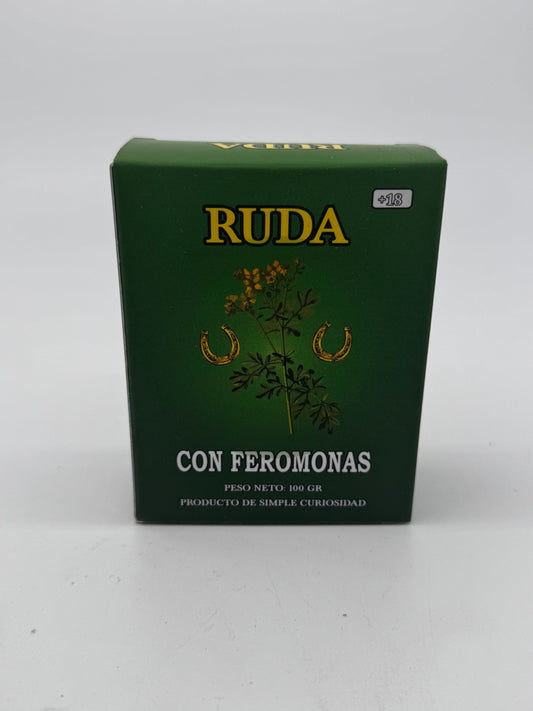 RUDA
+18
RUDA
CON FEROMONAS
PESO NETO: 100 GR
PRODUCTO DE SIMPLE CURIOSIDAD